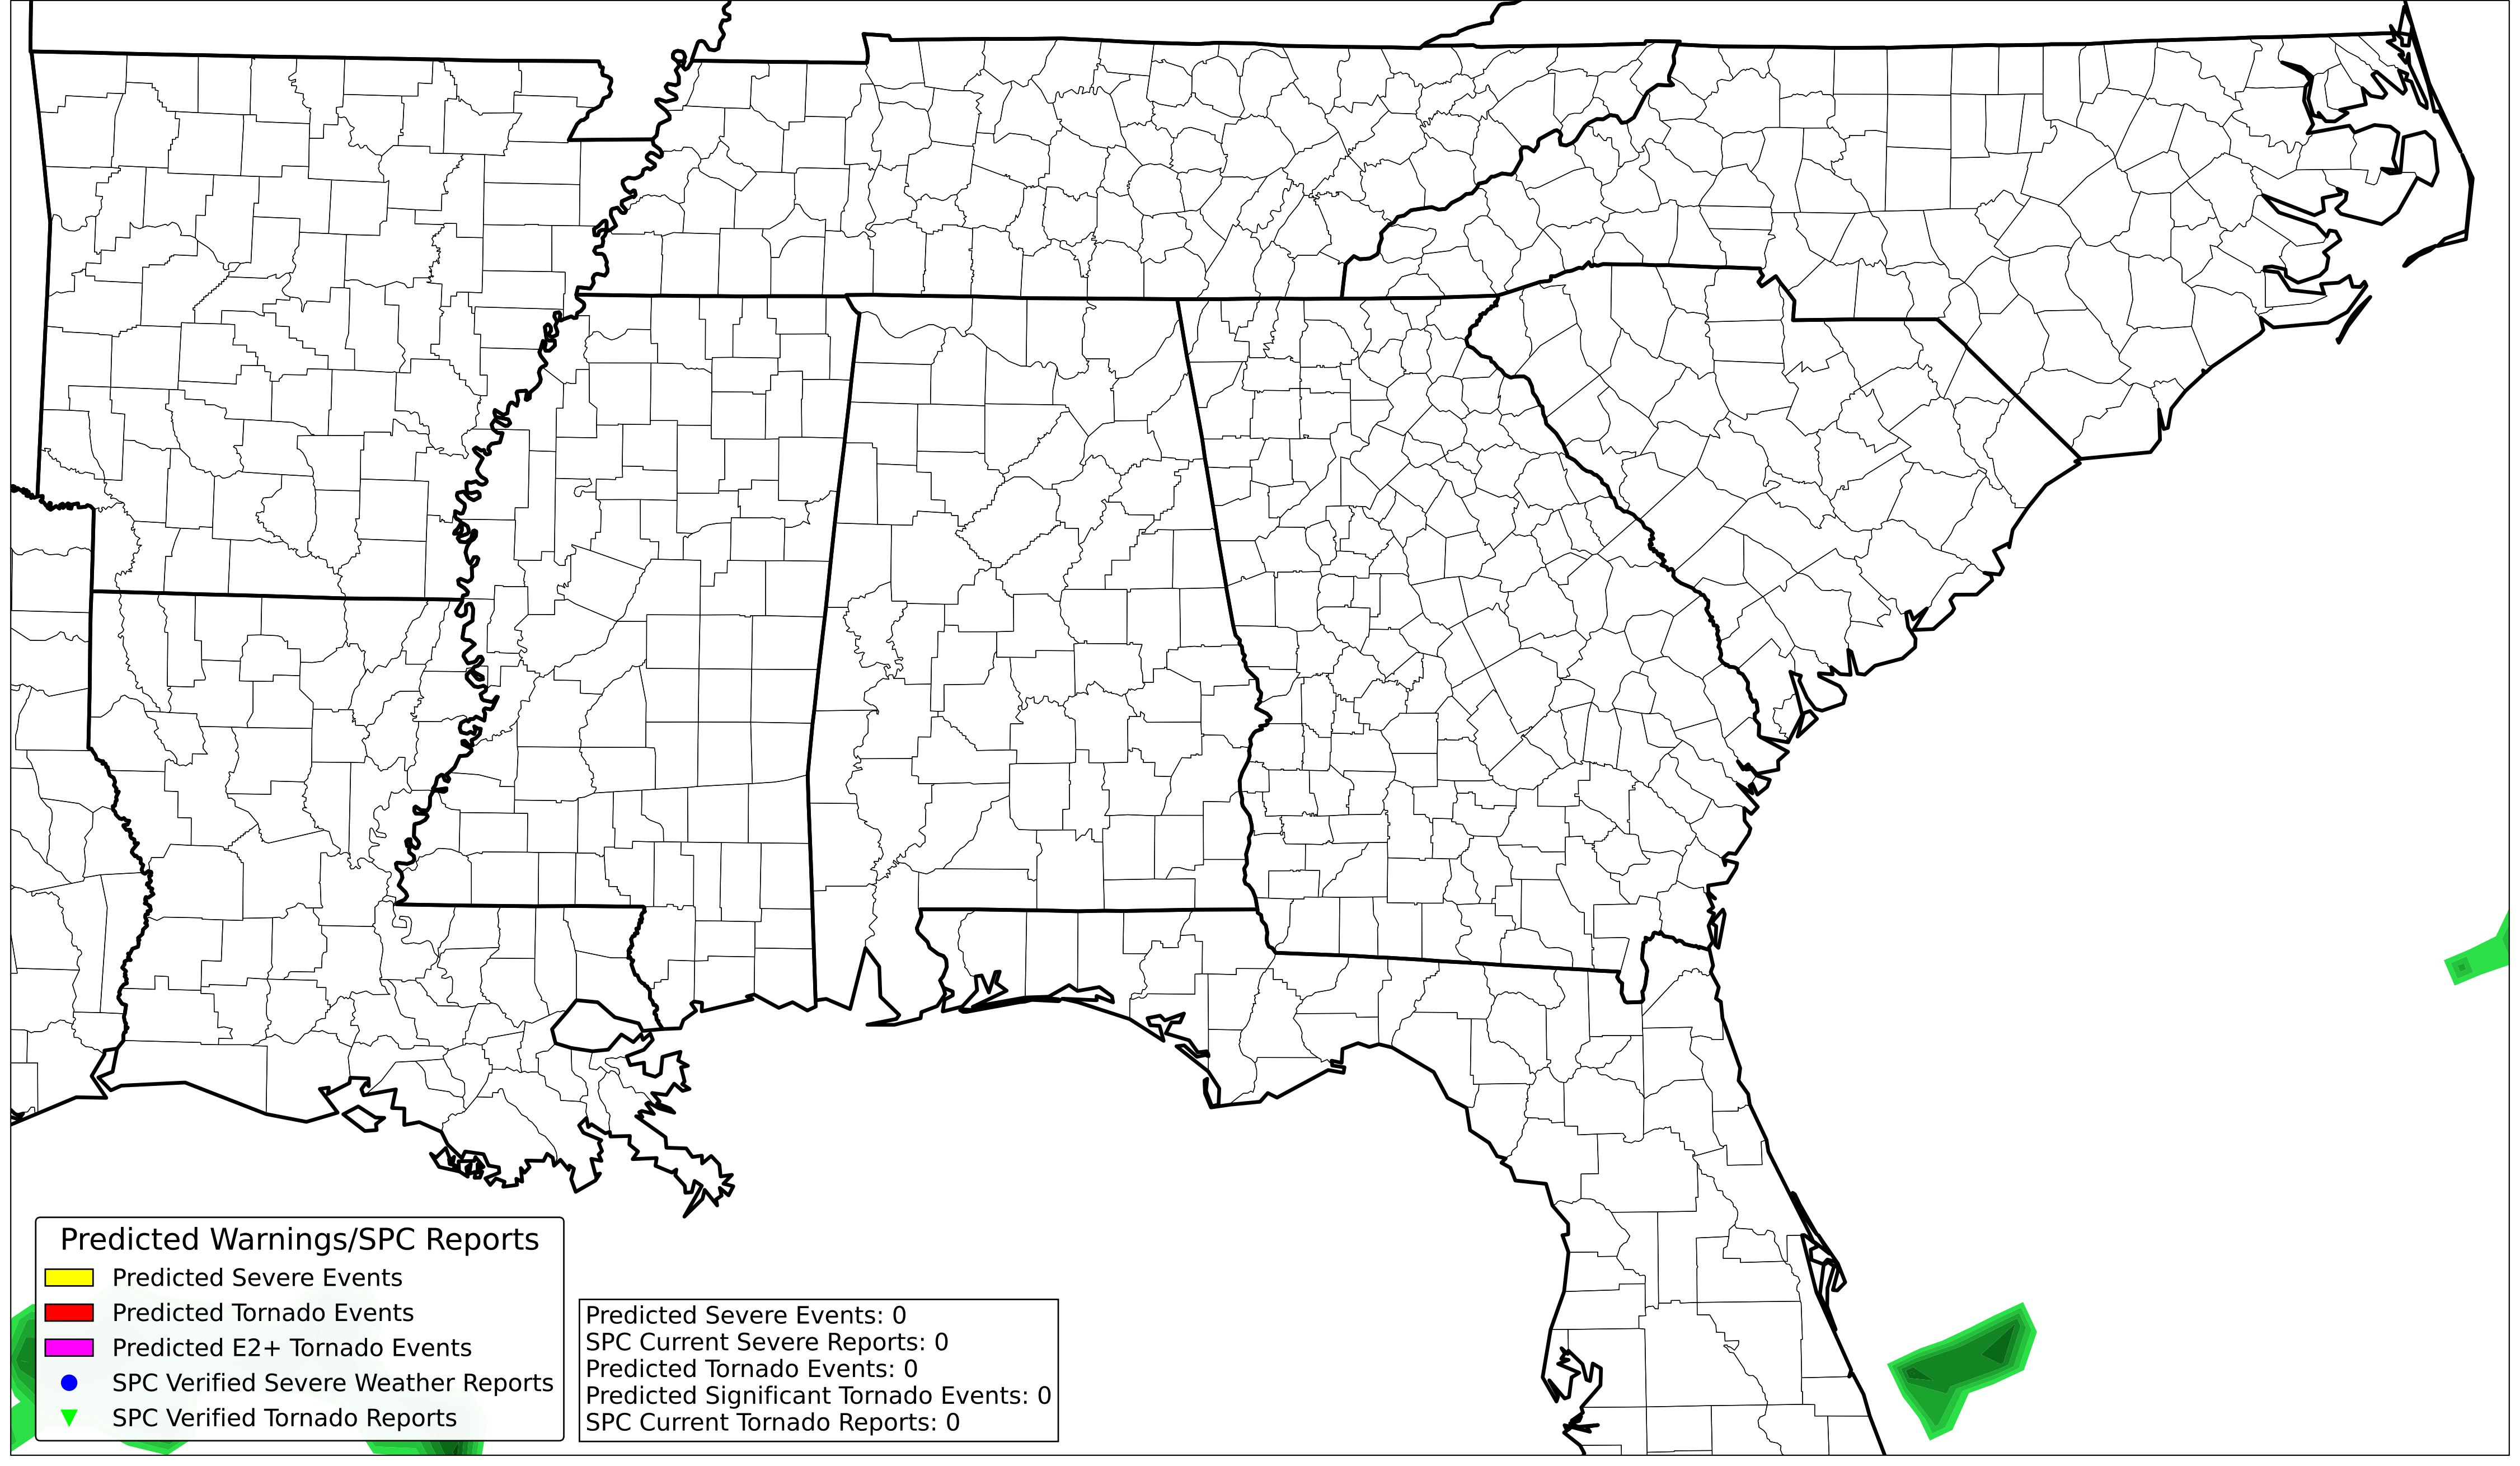 Predicted Warnings/SPC Reports
Predicted Severe Events
Predicted Tornado Events
Predicted E2+ Tornado Events
SPC Verified Severe Weather Reports
SPC Verified Tornado Reports
Predicted Severe Events: 0
SPC Current Severe Reports: 0
Predicted Tornado Events: 0
Predicted Significant Tornado Events: 0
SPC Current Tornado Reports: 0